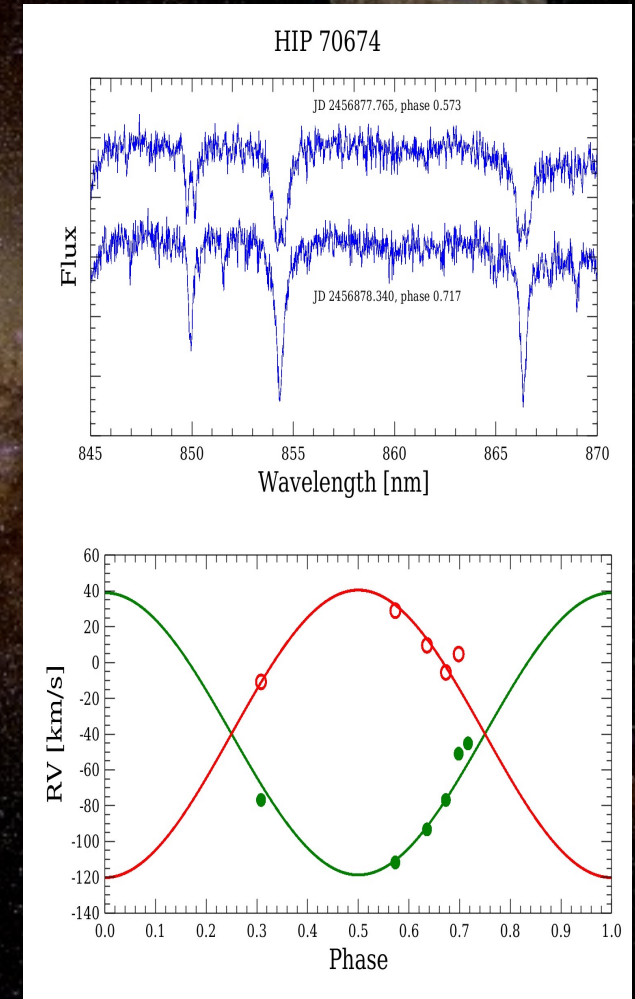 HIP 70674
JD 2456877.765, phase 0.573
Flux
JD 2456878.340, phase 0.717
845 850 855 860 865 870
Wavelength [nm]
60
40
20
0
-20
-40
-60
-80
-100
-120
-140
RV [km/s]
0.0 0.1 0.2 0.3 0.4 0.5 0.6 0.7 0.8 0.9 1.0
Phase